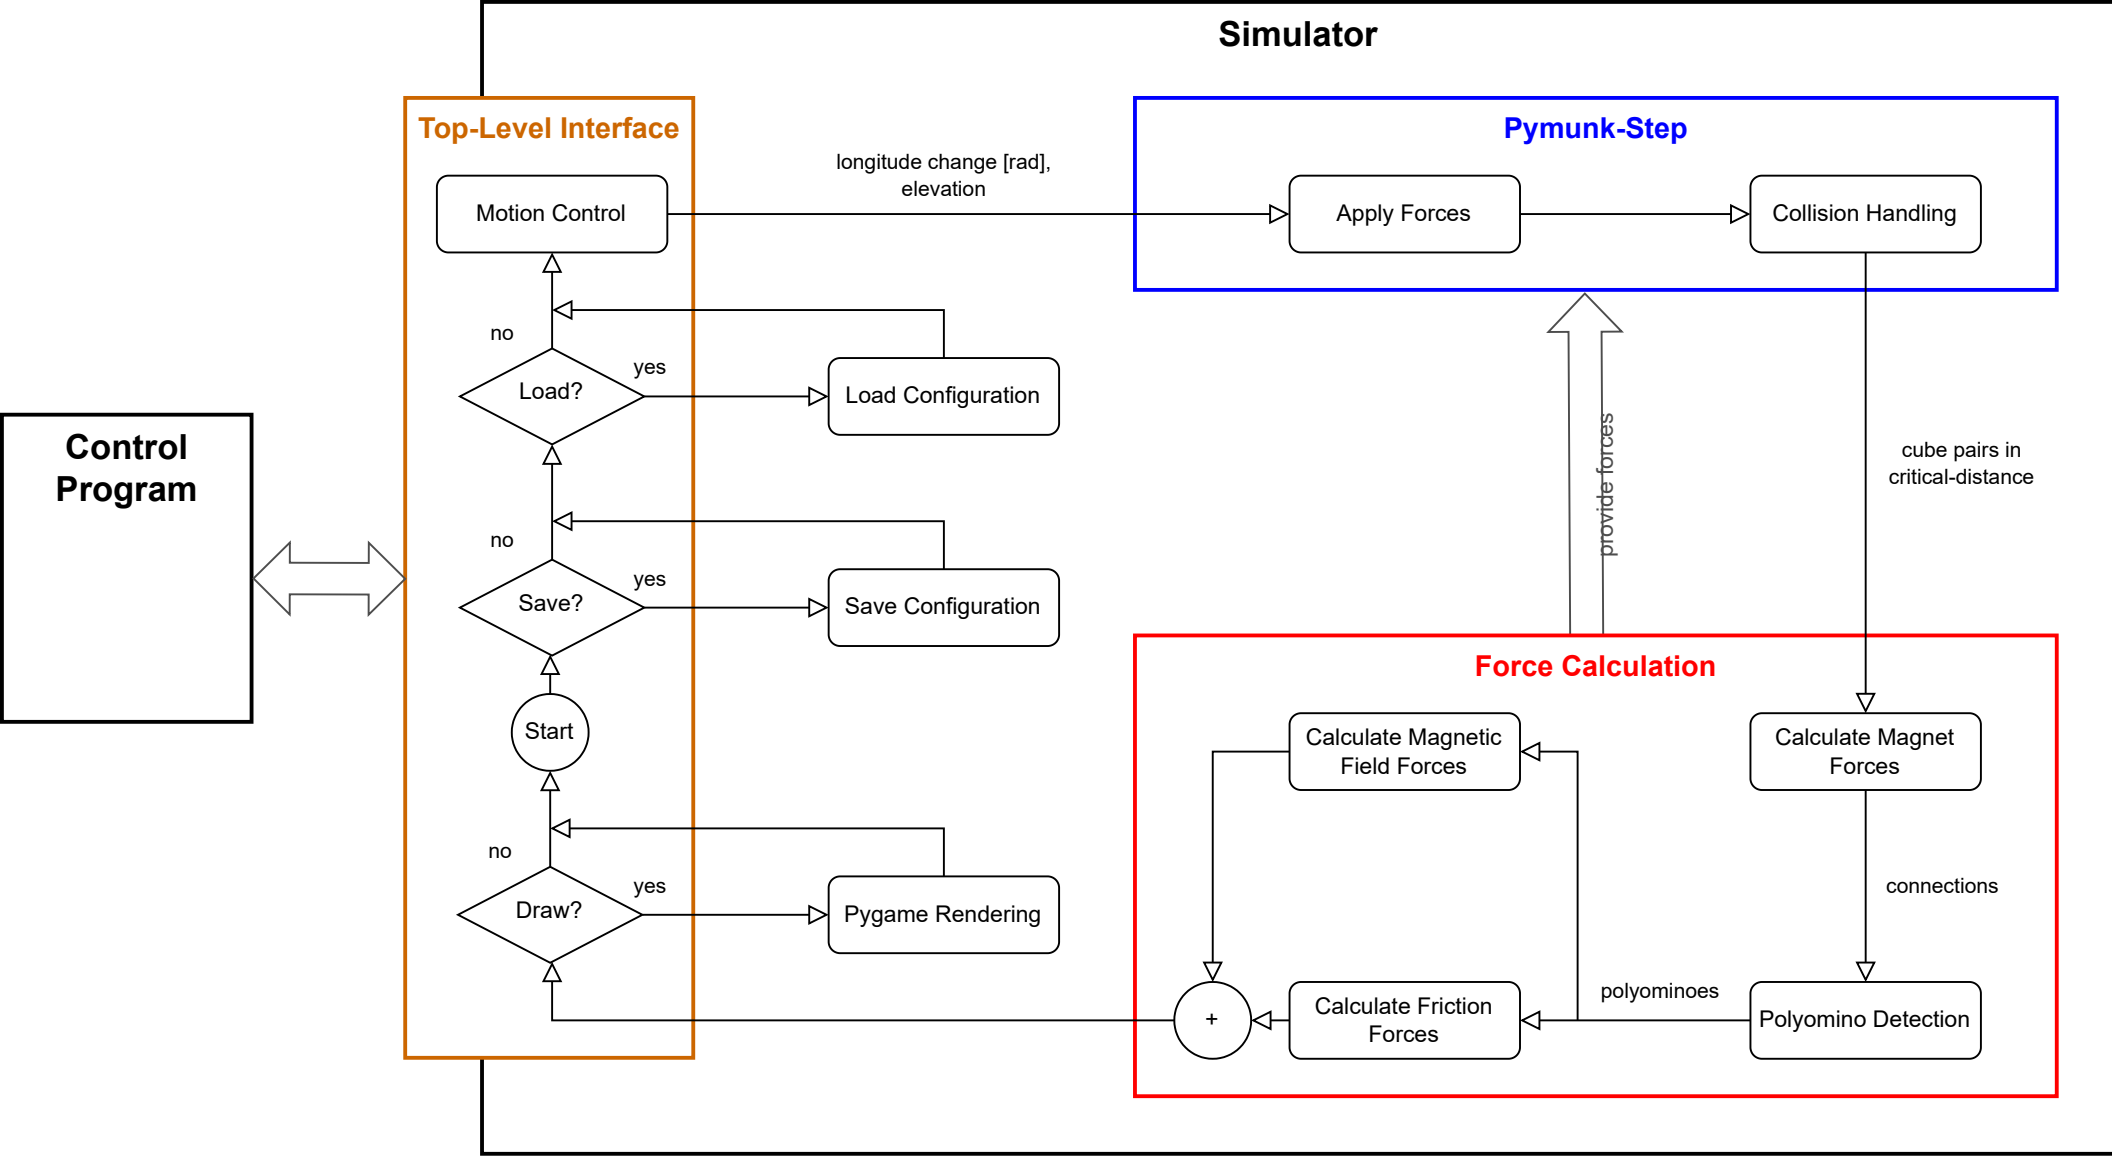 Simulator
Top-Level Interface
Pymunk-Step
longitude change [rad],
elevation
Motion Control
Apply Forces
Collision Handling
no
yes
Load?
Load Configuration
Control
Program
provide forces
cube pairs in
critical-distance
no
yes
Save?
Save Configuration
Force Calculation
Start
Calculate Magnetic
Field Forces
Calculate Magnet
Forces
no
yes
Draw?
Pygame Rendering
connections
polyominoes
+
Calculate Friction
Forces
Polyomino Detection